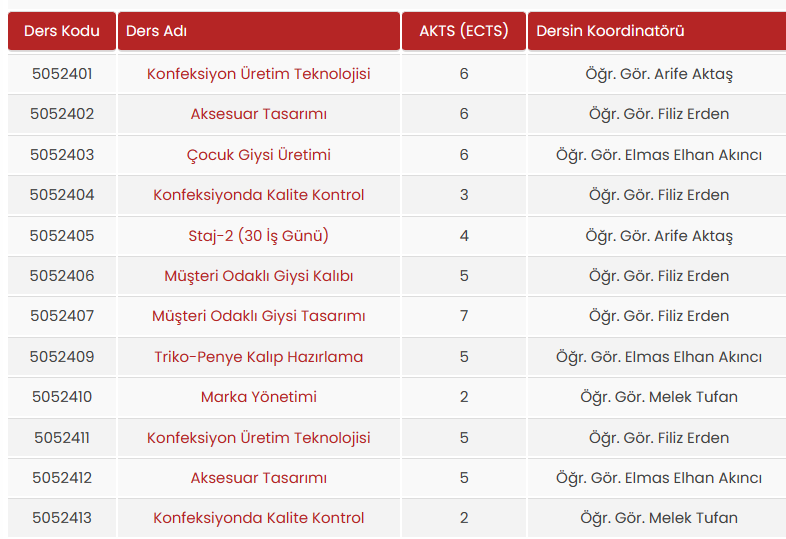 Ders Kodu Ders Adı AKTS (ECTS) Dersin Koordinatörü
5052401 Konfeksiyon Üretim Teknolojisi 6 Öğr. Gör. Arife Aktaş
5052402 Aksesuar Tasarımı 6 Öğr. Gör. Filiz Erden
5052403 Çocuk Giysi Üretimi 6 Öğr. Gör. Elmas Elhan Akıncı
5052404 Konfeksiyonda Kalite Kontrol 3 Öğr. Gör. Filiz Erden
5052405 Staj-2 (30 İş Günü) 4 Öğr. Gör. Arife Aktaş
5052406 Müşteri Odaklı Giysi Kalıbı 5 Öğr. Gör. Filiz Erden
5052407 Müşteri Odaklı Giysi Tasarımı 7 Öğr. Gör. Filiz Erden
5052409 Triko-Penye Kalıp Hazırlama 5 Öğr. Gör. Elmas Elhan Akıncı
5052410 Marka Yönetimi 2 Öğr. Gör. Melek Tufan
5052411 Konfeksiyon Üretim Teknolojisi 5 Öğr. Gör. Filiz Erden
5052412 Aksesuar Tasarımı 5 Öğr. Gör. Elmas Elhan Akıncı
5052413 Konfeksiyonda Kalite Kontrol 2 Öğr. Gör. Melek Tufan